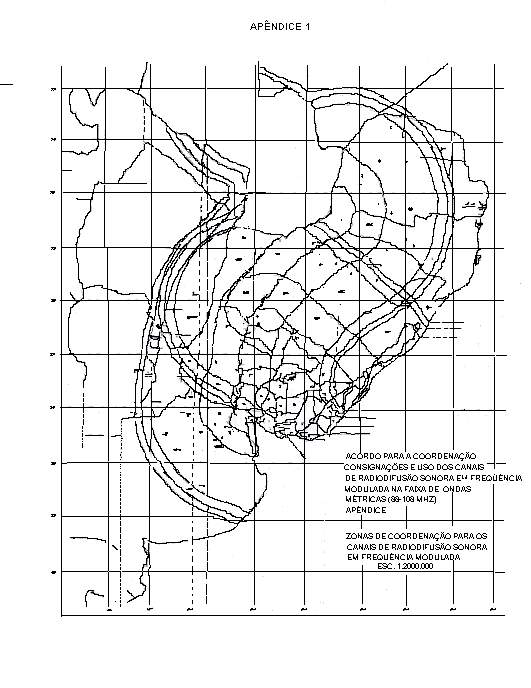 APÊNDICE 1
ACORDO PARA A COORDENAÇÃO
CONSIGNAÇÕES E USO DOS CANAIS
DE RADIODIFUSÃO SONORA EM FREQÜÊNCIA
MODULADA NA FAIXA DE ONDAS
MÉTRICAS (88-108 MHZ)
APÊNDICE
ZONAS DE COORDENAÇÃO PARA OS
CANAIS DE RADIODIFUSÃO SONORA
EM FREQÜÊNCIA MODULADA
ESC. 1:2000.000